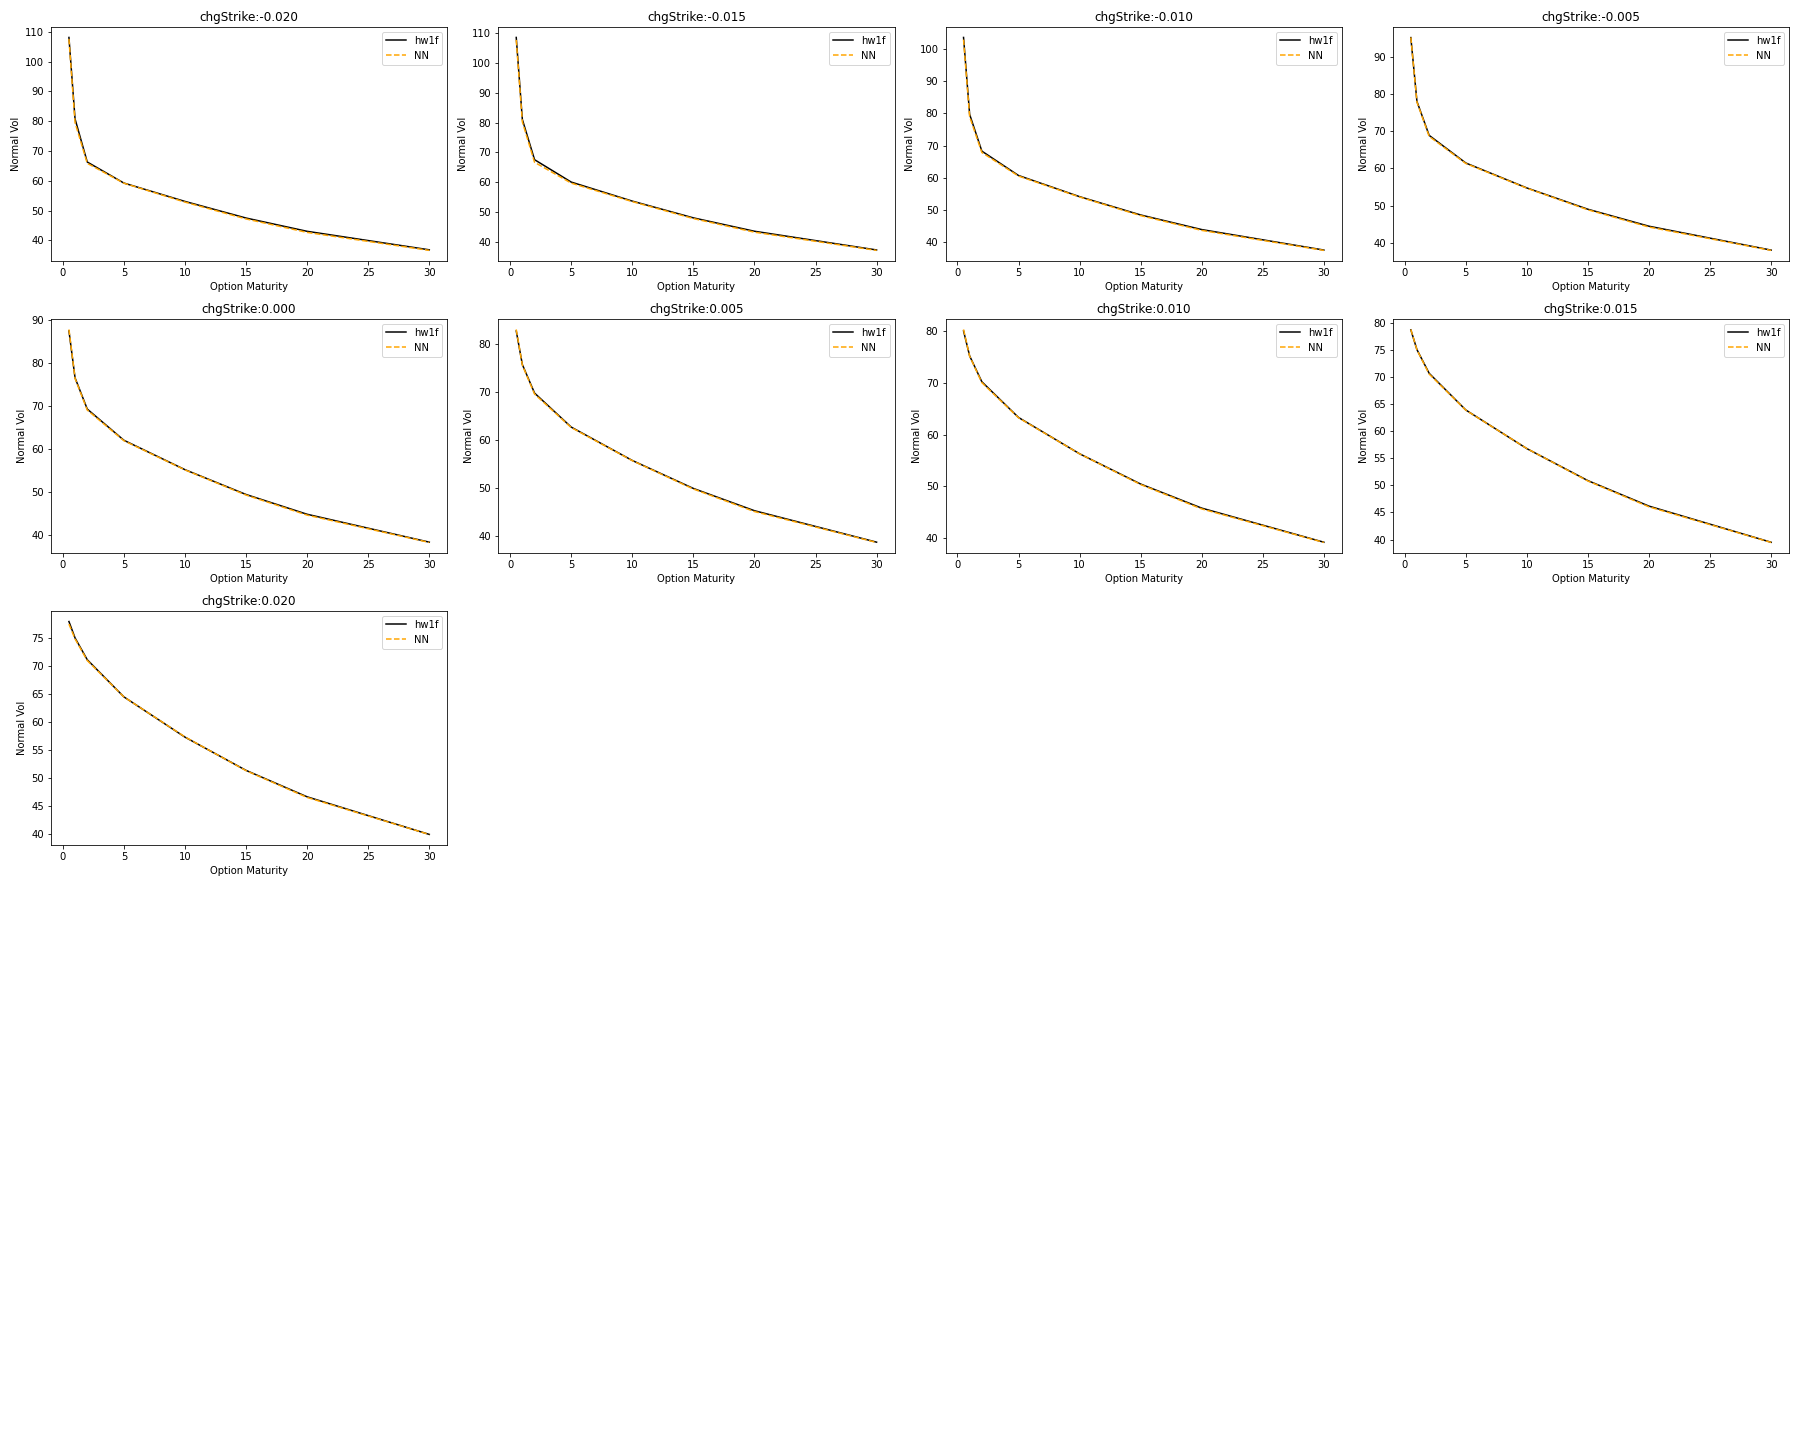 chgStrike:-0.020
110
100
90
80
70
60
50
40
Normal Vol
hw1f
NN
0 5 10 15 20 25 30
Option Maturity
chgStrike:-0.015
110
100
90
80
70
60
50
40
Normal Vol
hw1f
NN
0 5 10 15 20 25 30
Option Maturity
chgStrike:-0.010
100
90
80
70
60
50
40
Normal Vol
hw1f
NN
0 5 10 15 20 25 30
Option Maturity
chgStrike:-0.005
90
80
70
60
50
40
Normal Vol
hw1f
NN
0 5 10 15 20 25 30
Option Maturity
chgStrike:0.000
90
80
70
60
50
40
Normal Vol
hw1f
NN
0 5 10 15 20 25 30
Option Maturity
chgStrike:0.005
80
70
60
50
40
Normal Vol
hw1f
NN
0 5 10 15 20 25 30
Option Maturity
chgStrike:0.010
80
70
60
50
40
Normal Vol
hw1f
NN
0 5 10 15 20 25 30
Option Maturity
chgStrike:0.015
80
75
70
65
60
55
50
45
40
Normal Vol
hw1f
NN
0 5 10 15 20 25 30
Option Maturity
chgStrike:0.020
75
70
65
60
55
50
45
40
Normal Vol
hw1f
NN
0 5 10 15 20 25 30
Option Maturity